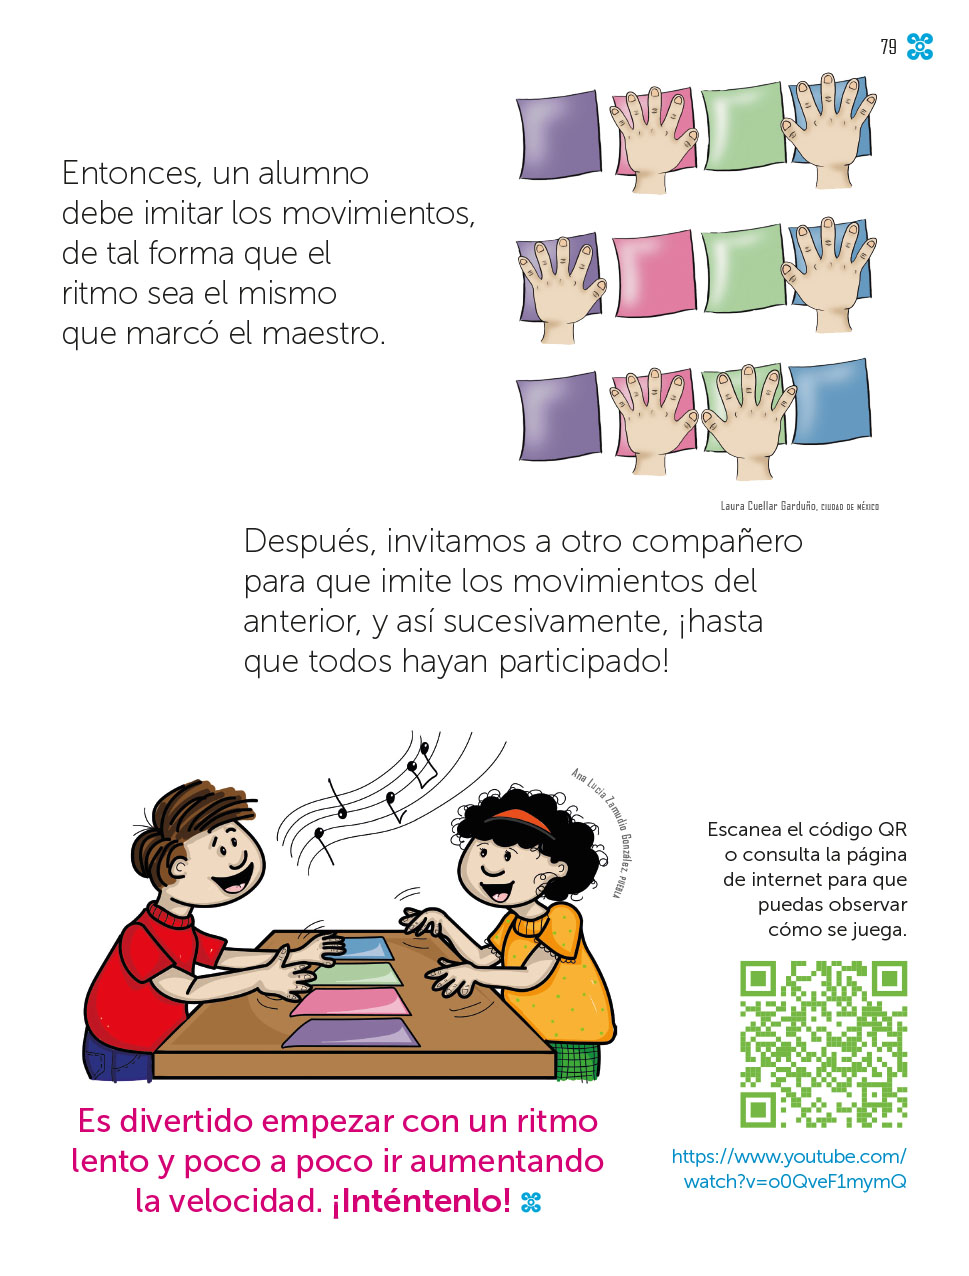 79
Entonces, un alumno
debe imitar los movimientos,
de tal forma que el
ritmo sea el mismo
que marcó el maestro.
Laura Cuellar Garduño, CIUDAD DE MÉXICO
Después, invitamos a otro compañero
para que imite los movimientos del
anterior, y así sucesivamente, ¡hasta
que todos hayan participado!
Ana Lucía Zamudio González, PUEBLA
Escanea el código QR
o consulta la página
de internet para que
puedas observar
cómo se juega.
https://www.youtube.com/
watch?v=o0QveF1mymQ
Es divertido empezar con un ritmo
lento y poco a poco ir aumentando
la velocidad. ¡Inténtenlo!